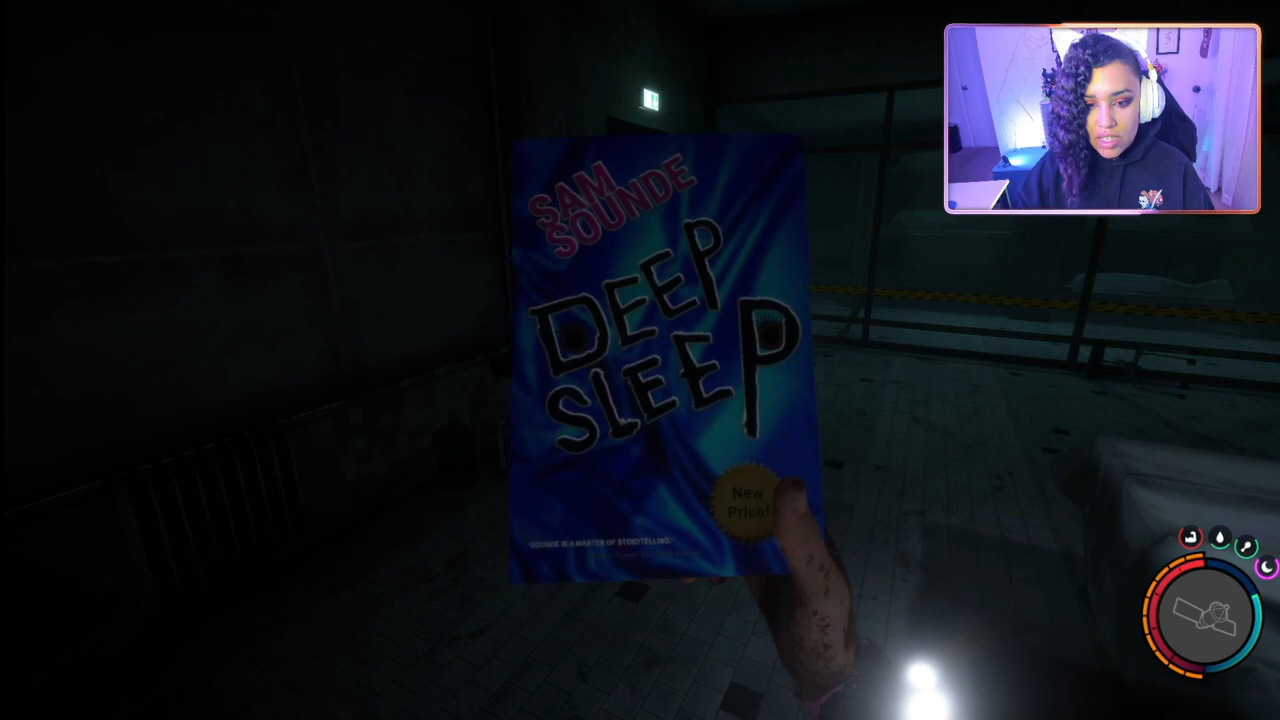 SAM
SOUNDE
DEEP
SLEEP
New
Price!
"SOUNDE IS A MASTER OF STORYTELLING."